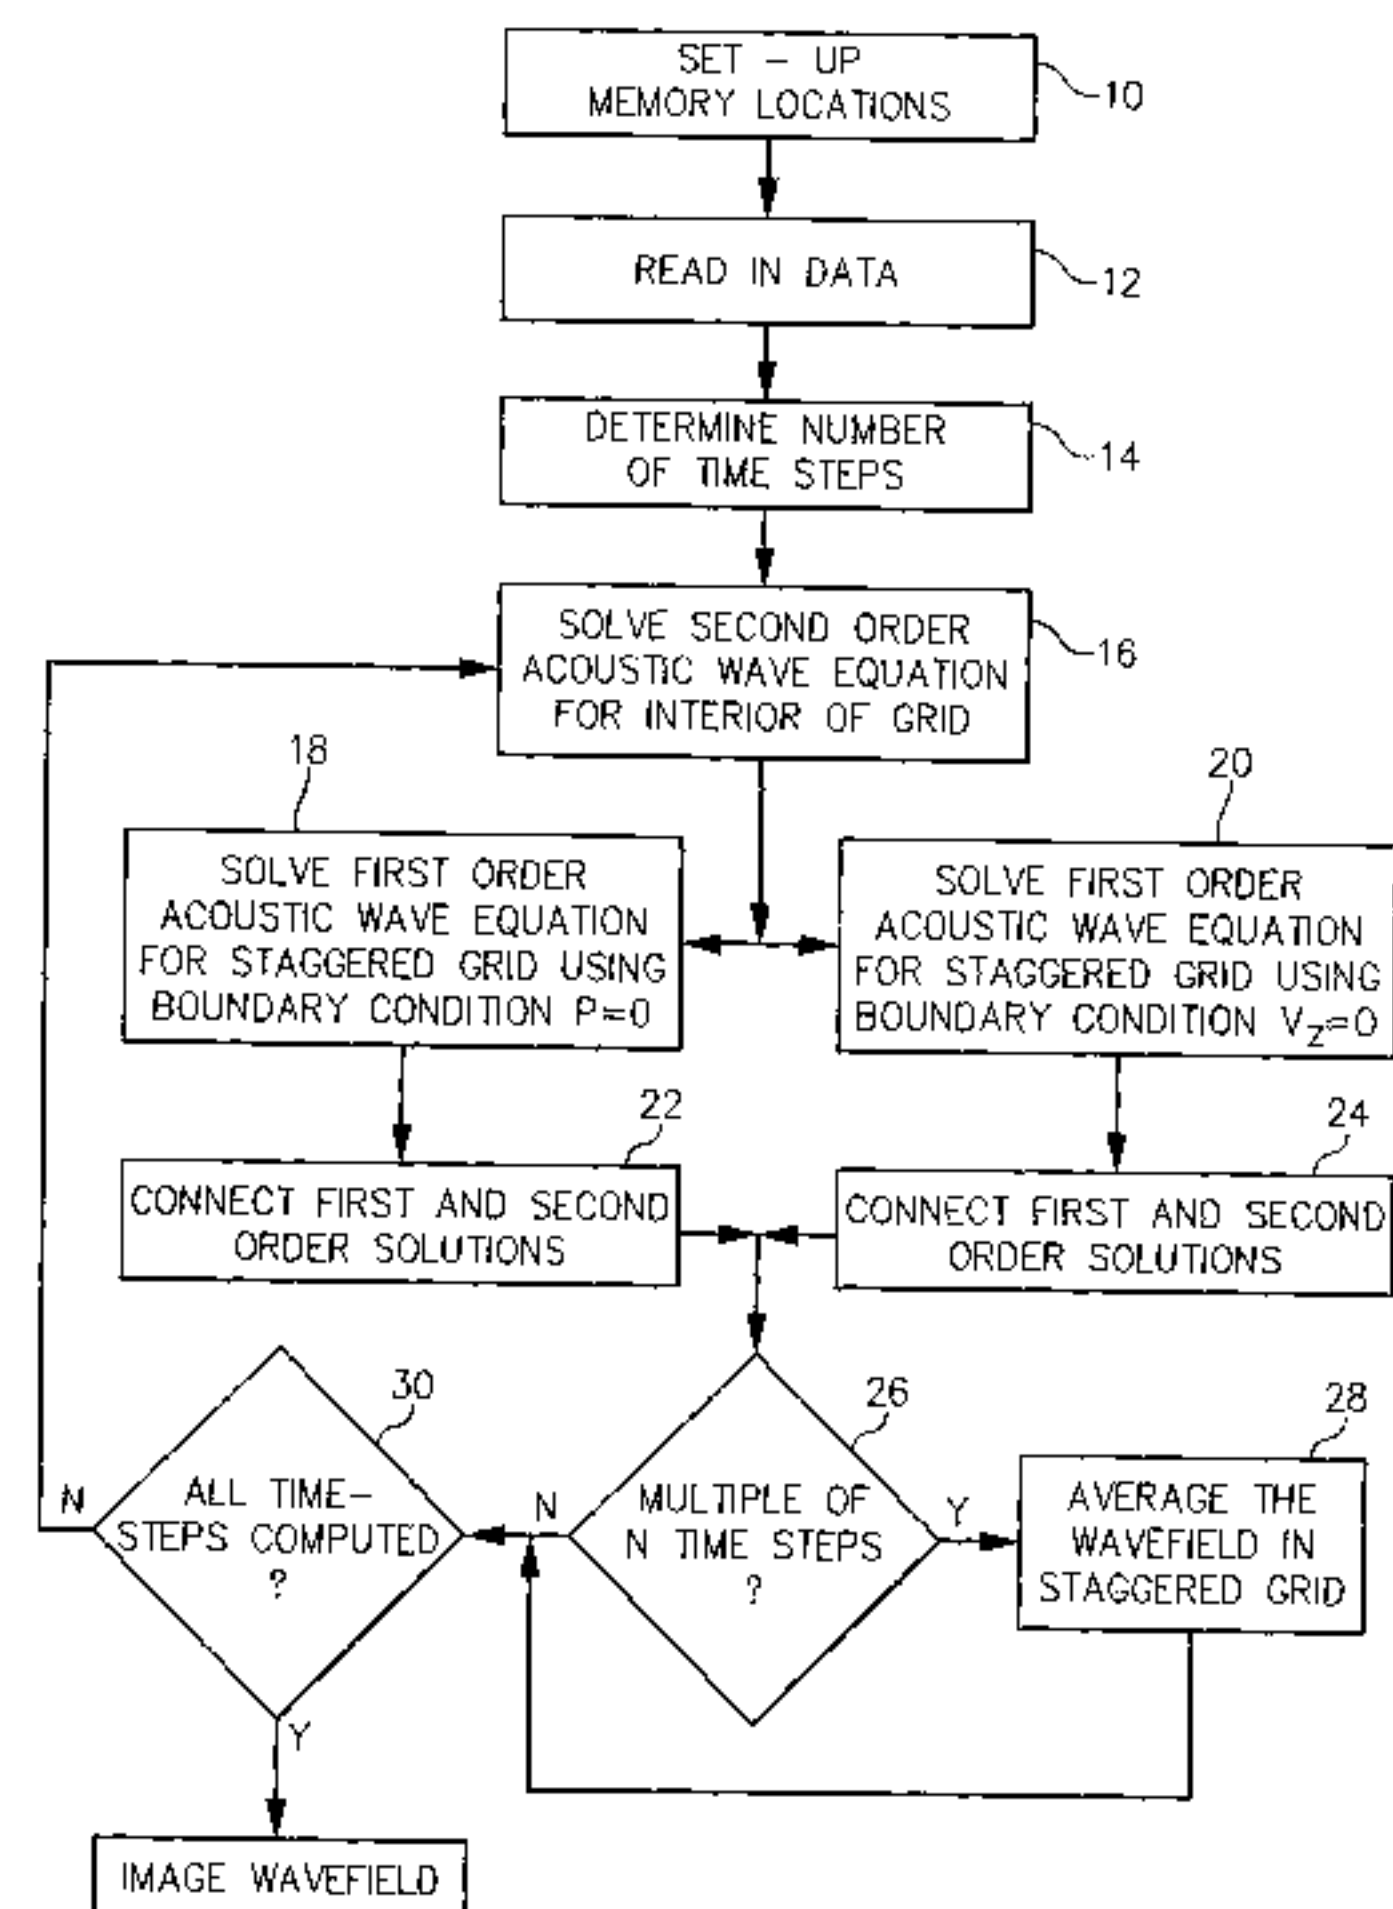 SET - UP
MEMORY LOCATIONS
10
READ IN DATA
12
DETERMINE NUMBER
OF TIME STEPS
14
SOLVE SECOND ORDER
ACOUSTIC WAVE EQUATION
FOR INTERIOR OF GRID
16
18
SOLVE FIRST ORDER
ACOUSTIC WAVE EQUATION
FOR STAGGERED GRID USING
BOUNDARY CONDITION P=0
20
SOLVE FIRST ORDER
ACOUSTIC WAVE EQUATION
FOR STAGGERED GRID USING
BOUNDARY CONDITION Vz=0
22
CONNECT FIRST AND SECOND
ORDER SOLUTIONS
24
CONNECT FIRST AND SECOND
ORDER SOLUTIONS
26
MULTIPLE OF
N TIME STEPS
?
Y
N
28
AVERAGE THE
WAVEFIELD IN
STAGGERED GRID
30
ALL TIME-
STEPS COMPUTED
?
N
Y
IMAGE WAVEFIELD